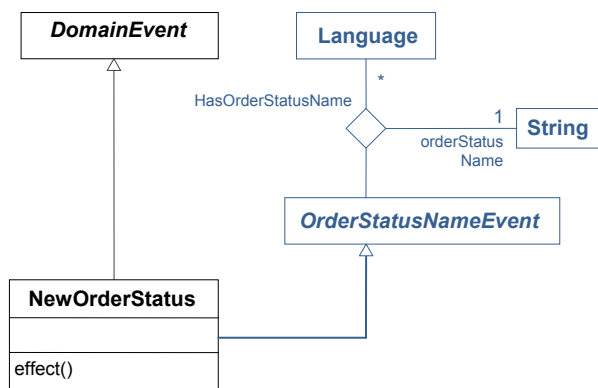 DomainEvent
Language
*
HasOrderStatusName
1
orderStatus
Name
String
OrderStatusNameEvent
NewOrderStatus
effect()